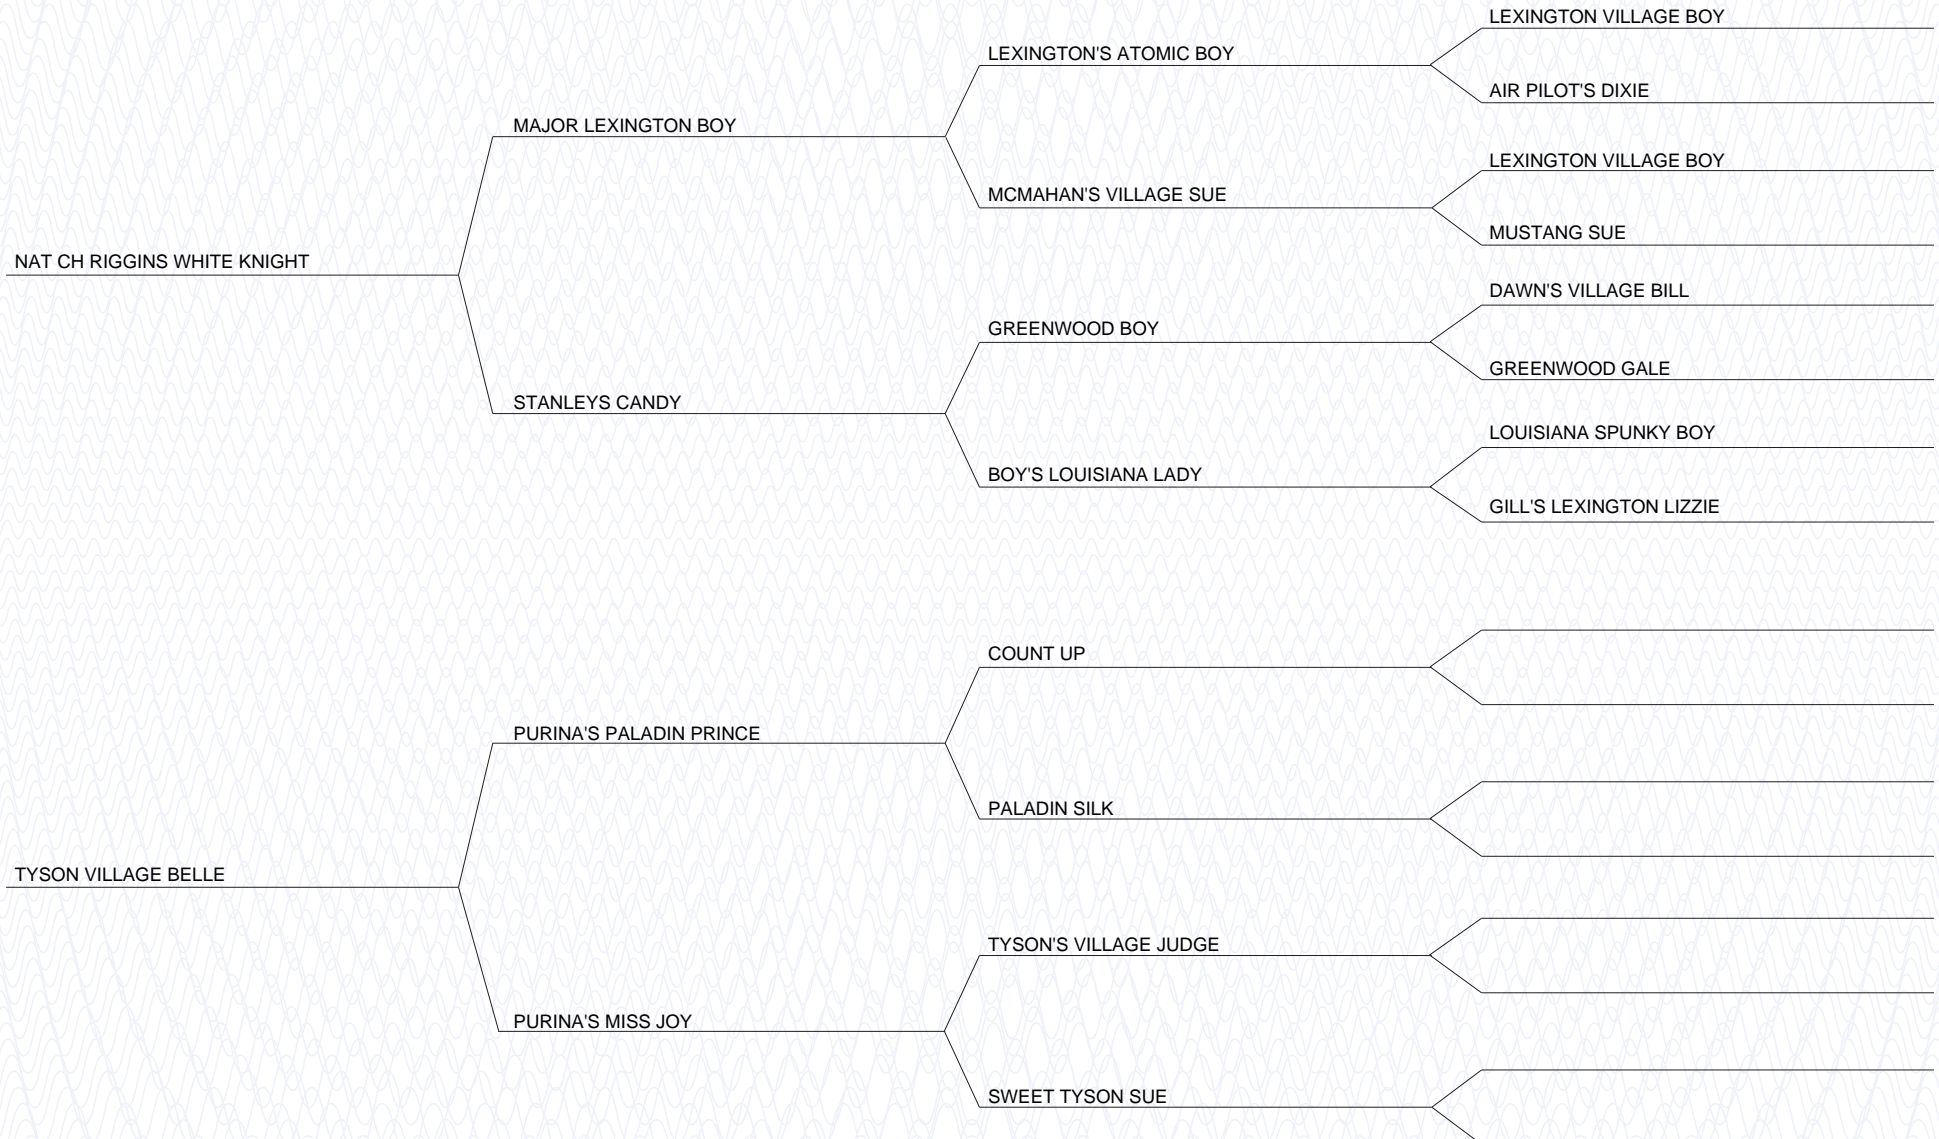 LEXINGTON VILLAGE BOY
LEXINGTON'S ATOMIC BOY
AIR PILOT'S DIXIE
MAJOR LEXINGTON BOY
LEXINGTON VILLAGE BOY
MCMAHAN'S VILLAGE SUE
MUSTANG SUE
NAT CH RIGGINS WHITE KNIGHT
DAWN'S VILLAGE BILL
GREENWOOD BOY
GREENWOOD GALE
STANLEYS CANDY
LOUISIANA SPUNKY BOY
BOY'S LOUISIANA LADY
GILL'S LEXINGTON LIZZIE
COUNT UP
PURINA'S PALADIN PRINCE
PALADIN SILK
TYSON VILLAGE BELLE
TYSON'S VILLAGE JUDGE
PURINA'S MISS JOY
SWEET TYSON SUE